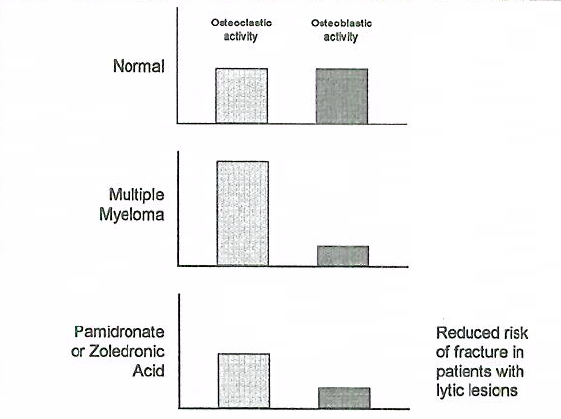 Osteoclastic activity
Osteoblastic activity
Normal
Multiple
Myeloma
Pamidronate
or Zoledronic
Acid
Reduced risk
of fracture in
patients with
lytic lesions